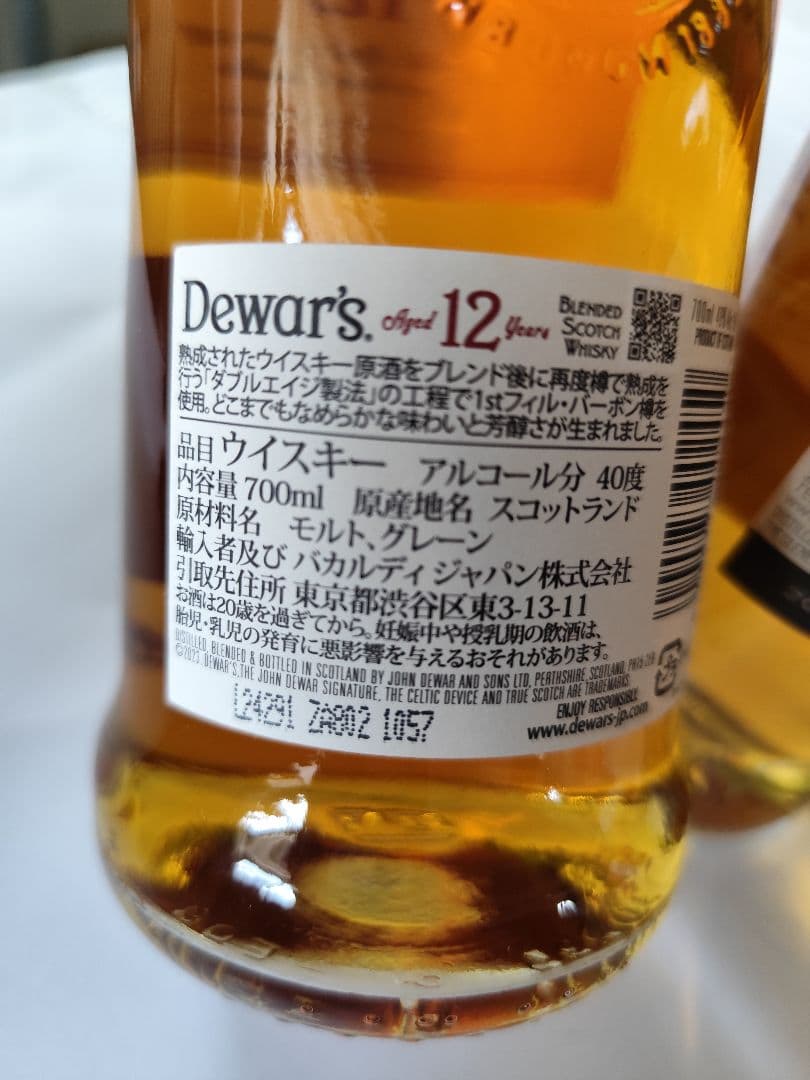 Dewar's® Aged 12 Years BLENDED SCOTCH WHISKY
700ml 40%
PRODUCT OF
熟成されたウイスキー原酒をブレンド後に再度樽で熟成を
行う「ダブルエイジ製法」の工程で1stフィル・バーボン樽を
使用。どこまでもなめらかな味わいと芳醇さが生まれました。
品目 ウイスキー アルコール分 40度
内容量 700ml 原産地名 スコットランド
原材料名 モルト、グレーン
輸入者及び バカルディ ジャパン株式会社
引取先住所 東京都渋谷区東3-13-11
お酒は20歳を過ぎてから。妊娠中や授乳期の飲酒は、
胎児・乳児の発育に悪影響を与えるおそれがあります。
DISTILLED, BLENDED & BOTTLED IN SCOTLAND BY JOHN DEWAR AND SONS LTD, PERTHSHIRE, SCOTLAND,
©2023. DEWAR'S, THE JOHN DEWAR SIGNATURE, THE CELTIC DEVICE AND TRUE SCOTCH ARE TRADEMARKS.
ENJOY RESPONSIBLY.
www.dewars-jp.com
L24291 ZA802 1057